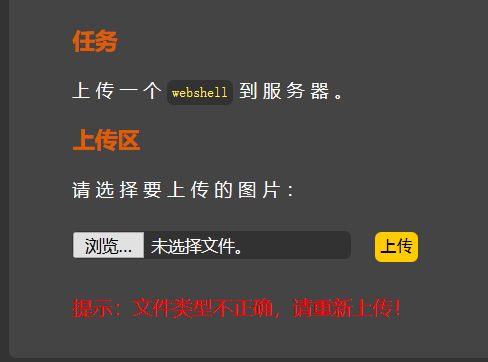 任务
上传一个 webshell 到服务器。
上传区
请选择要上传的图片：
浏览... 未选择文件。 上传
提示：文件类型不正确，请重新上传！